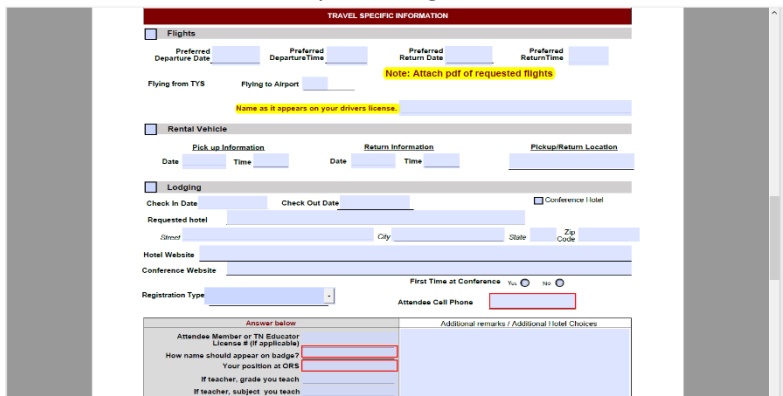 TRAVEL SPECIFIC INFORMATION
Flights
Preferred Departure Date Preferred DepartureTime Preferred Return Date Preferred ReturnTime
Note: Attach pdf of requested flights
Flying from TYS Flying to Airport
Name as it appears on your drivers license.
Rental Vehicle
Pick up Information Return Information Pickup/Return Location
Date Time Date Time
Lodging
Check In Date Check Out Date Conference Hotel
Requested hotel
Street City State Zip Code
Hotel Website
Conference Website
First Time at Conference Yes No
Registration Type Attendee Cell Phone
Answer below Additional remarks / Additional Hotel Choices
Attendee Member or TN Educator
License # (If applicable)
How name should appear on badge?
Your position at ORS
If teacher, grade you teach
If teacher, subject you teach